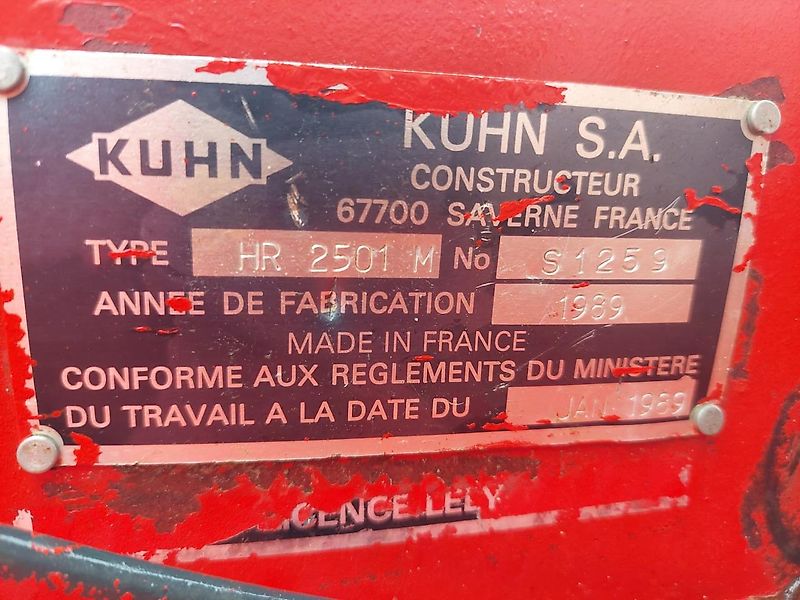 KUHN
KUHN S.A.
CONSTRUCTEUR
67700 SAVERNE FRANCE
TYPE HR 2501 M No S1259
ANNEE DE FABRICATION 1989
MADE IN FRANCE
CONFORME AUX REGLEMENTS DU MINISTERE
DU TRAVAIL A LA DATE DU JAN 1989
LICENCE LELY